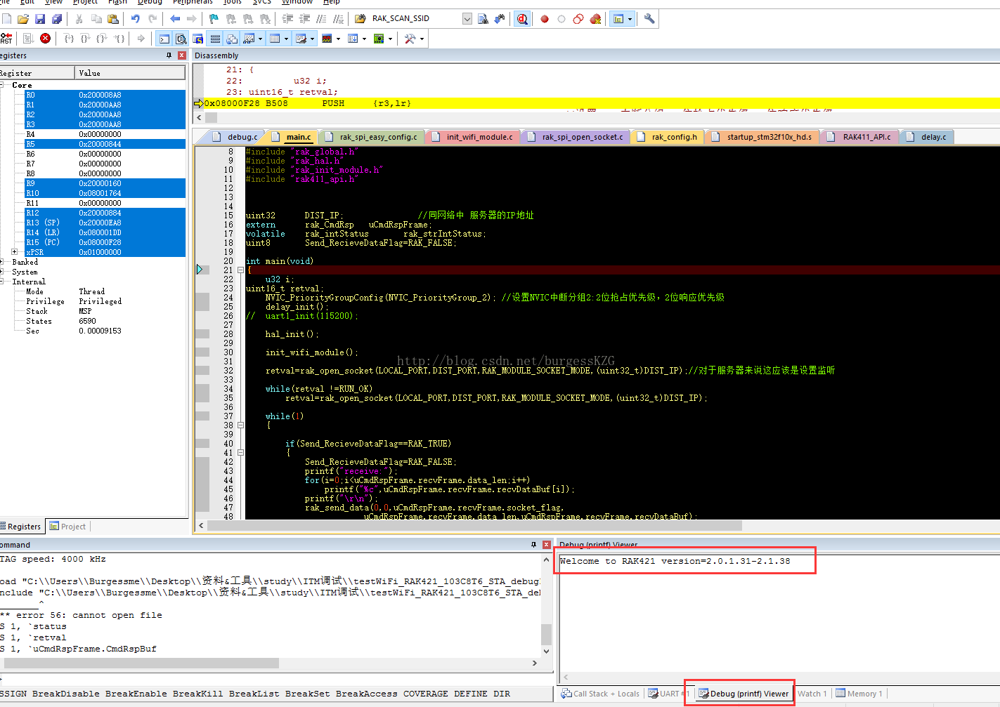 File Edit View Project Flash Debug Peripherals Tools SVCS Window Help
RAK_SCAN_SSID
RST
egisters
Disassembly
Register Value
Core
R0 0x200008A8
R1 0x20000AA8
R2 0x20000AA8
R3 0x20000AA8
R4 0x00000000
R5 0x20000844
R6 0x00000000
R7 0x00000000
R8 0x00000000
R9 0x20000160
R10 0x08001764
R11 0x00000000
R12 0x20000884
R13 (SP) 0x20000EA8
R14 (LR) 0x080001DD
R15 (PC) 0x08000F28
xPSR 0x01000000
Banked
System
Internal
Mode Thread
Privilege Privileged
Stack MSP
States 6590
Sec 0.00009153
Registers Project
21: {
22: u32 i;
23: uint16_t retval;
0x08000F28 B508 PUSH {r3,lr}
debug.c main.c rak_spi_easy_config.c init_wifi_module.c rak_spi_open_socket.c rak_config.h startup_stm32f10x_hd.s RAK411_API.c delay.c
8 #include "rak_global.h"
9 #include "rak_hal.h"
10 #include "rak_init_module.h"
11 #include "rak411_api.h"
12
13
14
15 uint32 DIST_IP; //同网络中 服务器的IP地址
16 extern rak_CmdRsp uCmdRspFrame;
17 volatile rak_intStatus rak_strIntStatus;
18 uint8 Send_RecieveDataFlag=RAK_FALSE;
19
20 int main(void)
21 {
22 u32 i;
23 uint16_t retval;
24 NVIC_PriorityGroupConfig(NVIC_PriorityGroup_2); //设置NVIC中断分组2:2位抢占优先级，2位响应优先级
25 delay_init();
26 // uart1_init(115200);
27
28 hal_init();
29
30 init_wifi_module();
31
http://blog.csdn.net/burgessKZG
32 retval=rak_open_socket(LOCAL_PORT,DIST_PORT,RAK_MODULE_SOCKET_MODE,(uint32_t)DIST_IP);//对于服务器来说这应该是设置监听
33
34 while(retval !=RUN_OK)
35 retval=rak_open_socket(LOCAL_PORT,DIST_PORT,RAK_MODULE_SOCKET_MODE,(uint32_t)DIST_IP);
36
37 while(1)
38 {
39
40 if(Send_RecieveDataFlag==RAK_TRUE)
41 {
42 Send_RecieveDataFlag=RAK_FALSE;
43 printf("receive:");
44 for(i=0;i<uCmdRspFrame.recvFrame.data_len;i++)
45 printf("%c",uCmdRspFrame.recvFrame.recvDataBuf[i]);
46 printf("\r\n");
47 rak_send_data(0,0,uCmdRspFrame.recvFrame.socket_flag,
48 uCmdRspFrame.recvFrame.data_len,uCmdRspFrame.recvFrame.recvDataBuf);
ommand
TAG speed: 4000 kHz
oad "C:\\Users\\Burgessme\\Desktop\\资料&工具\\study\\ITM调试\\testWiFi_RAK421_103C8T6_STA_debug
nclude "C:\\Users\\Burgessme\\Desktop\\资料&工具\\study\\ITM调试\\testWiFi_RAK421_103C8T6_STA_de
^
** error 56: cannot open file
S 1, `status
S 1, `retval
S 1, `uCmdRspFrame.CmdRspBuf
SSIGN BreakDisable BreakEnable BreakKill BreakList BreakSet BreakAccess COVERAGE DEFINE DIR
Debug (printf) Viewer
Welcome to RAK421 version=2.0.1.31-2.1.38
Call Stack + Locals UART #1 Debug (printf) Viewer Watch 1 Memory 1